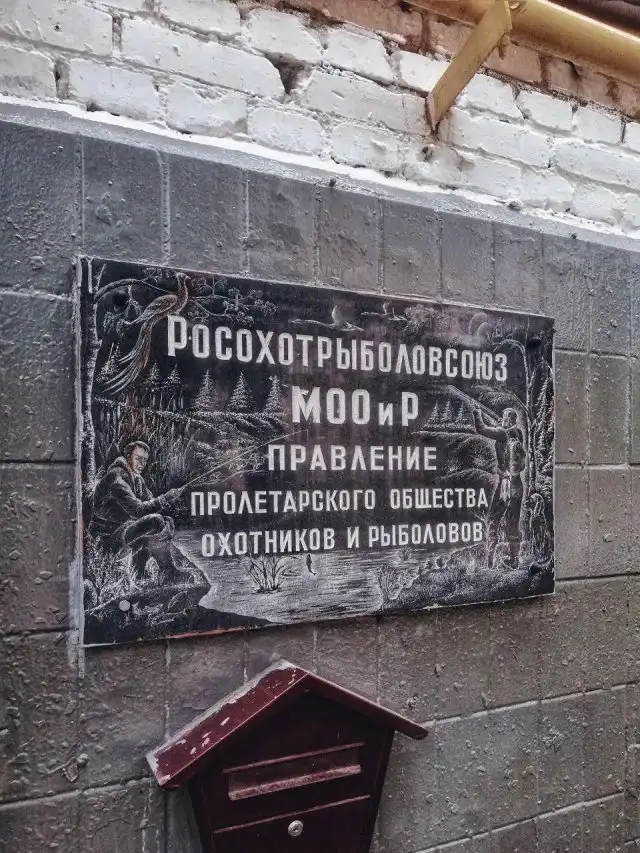 РОСОХОТРЫБОЛОВСОЮЗ
МООиР
ПРАВЛЕНИЕ
ПРОЛЕТАРСКОГО ОБЩЕСТВА
ОХОТНИКОВ И РЫБОЛОВОВ